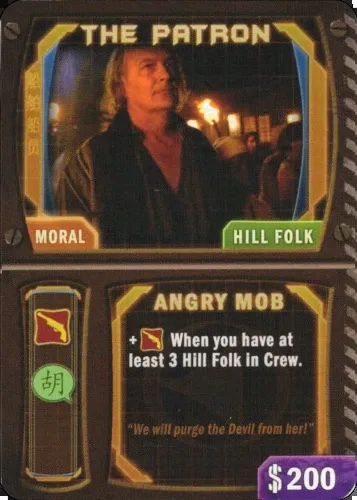 THE PATRON
MORAL
HILL FOLK
ANGRY MOB
+ When you have at
least 3 Hill Folk in Crew.
胡
"We will purge the Devil from her!"
$200